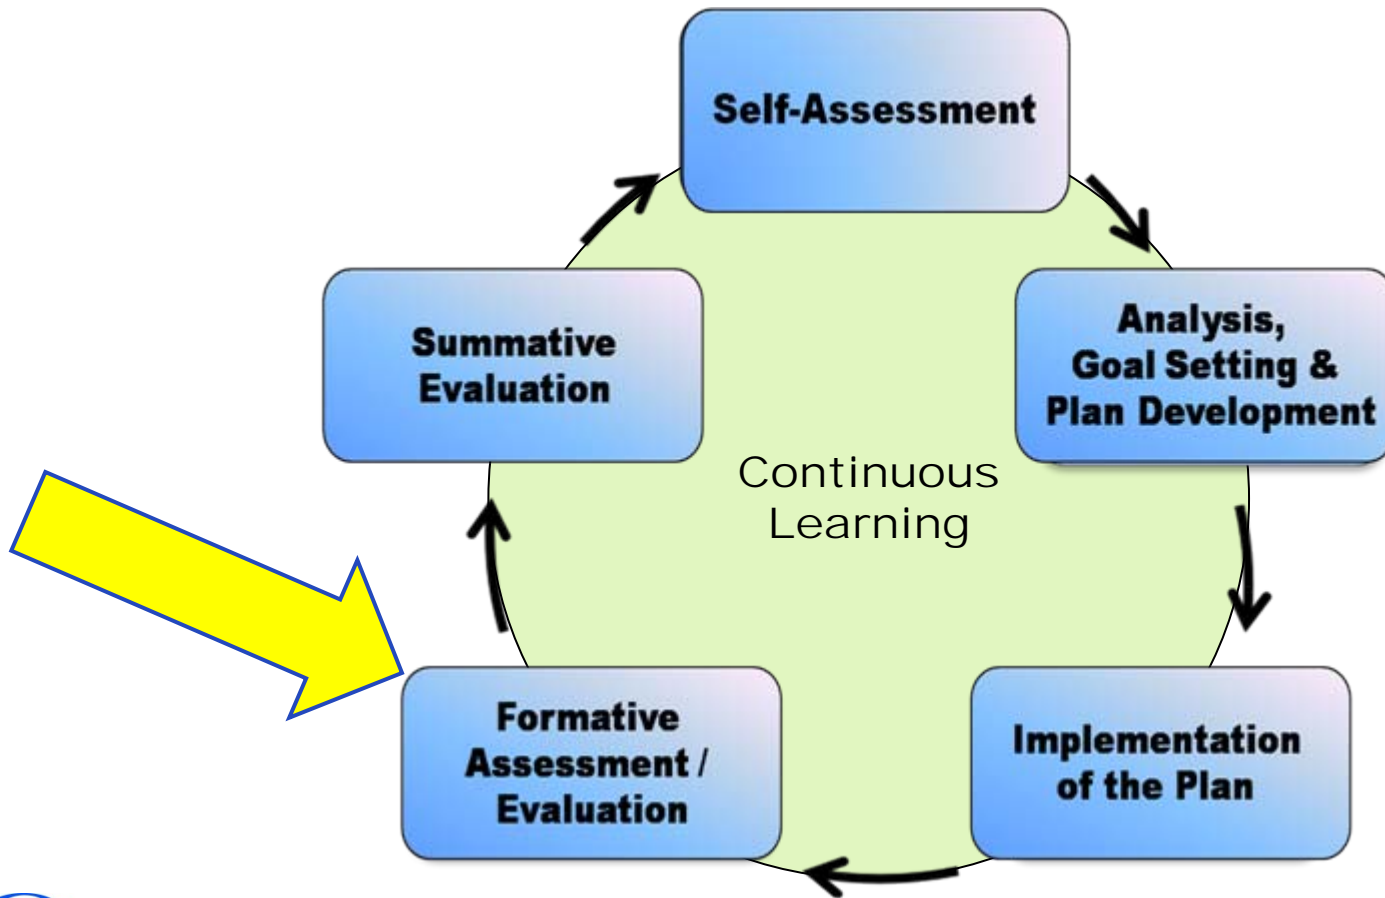 Self-Assessment
Analysis,
Goal Setting &
Plan Development
Implementation
of the Plan
Formative
Assessment /
Evaluation
Summative
Evaluation
Continuous
Learning